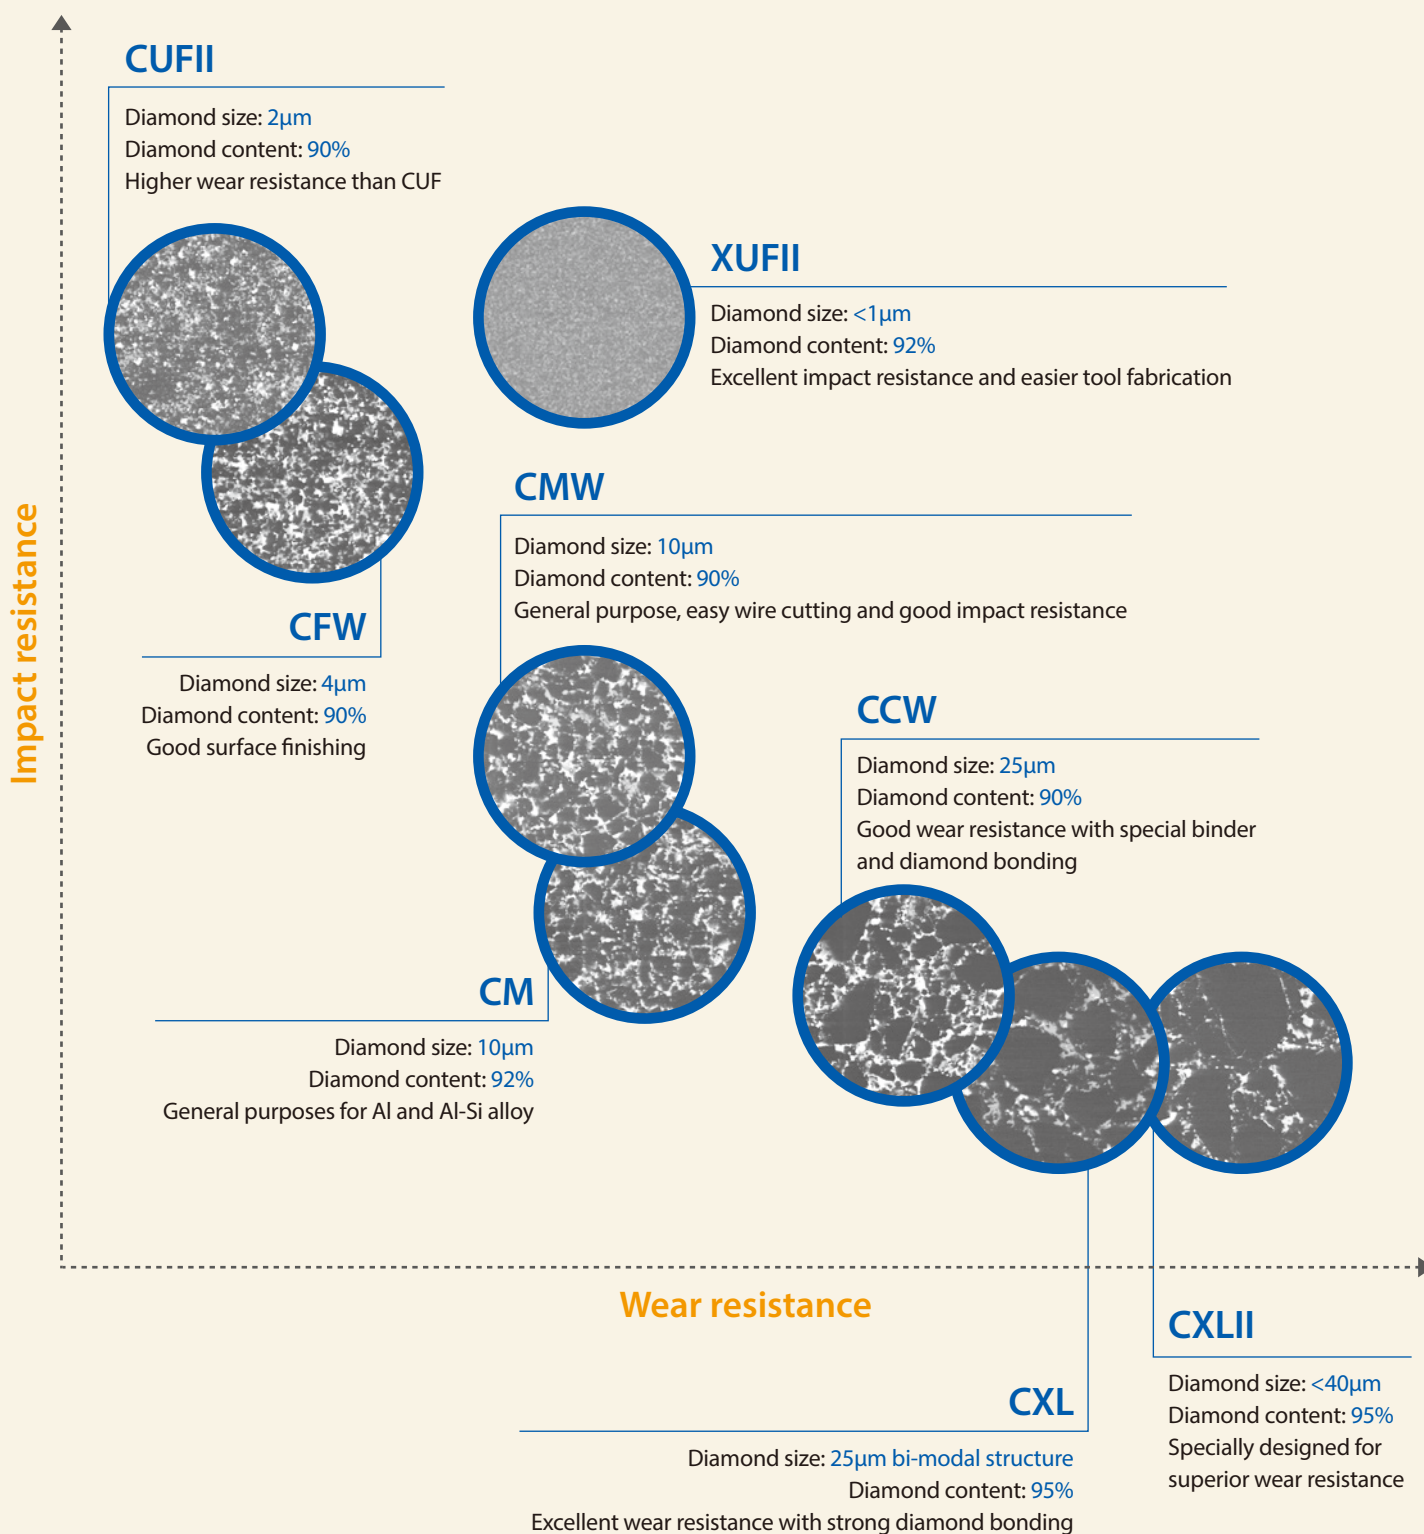 CUFII
Diamond size: 2μm
Diamond content: 90%
Higher wear resistance than CUF
XUFII
Diamond size: <1μm
Diamond content: 92%
Excellent impact resistance and easier tool fabrication
CMW
Diamond size: 10μm
Diamond content: 90%
General purpose, easy wire cutting and good impact resistance
CFW
Diamond size: 4μm
Diamond content: 90%
Good surface finishing
Impact resistance
CCW
Diamond size: 25μm
Diamond content: 90%
Good wear resistance with special binder
and diamond bonding
CM
Diamond size: 10μm
Diamond content: 92%
General purposes for Al and Al-Si alloy
Wear resistance
CXLII
Diamond size: <40μm
Diamond content: 95%
Specially designed for
superior wear resistance
CXL
Diamond size: 25μm bi-modal structure
Diamond content: 95%
Excellent wear resistance with strong diamond bonding